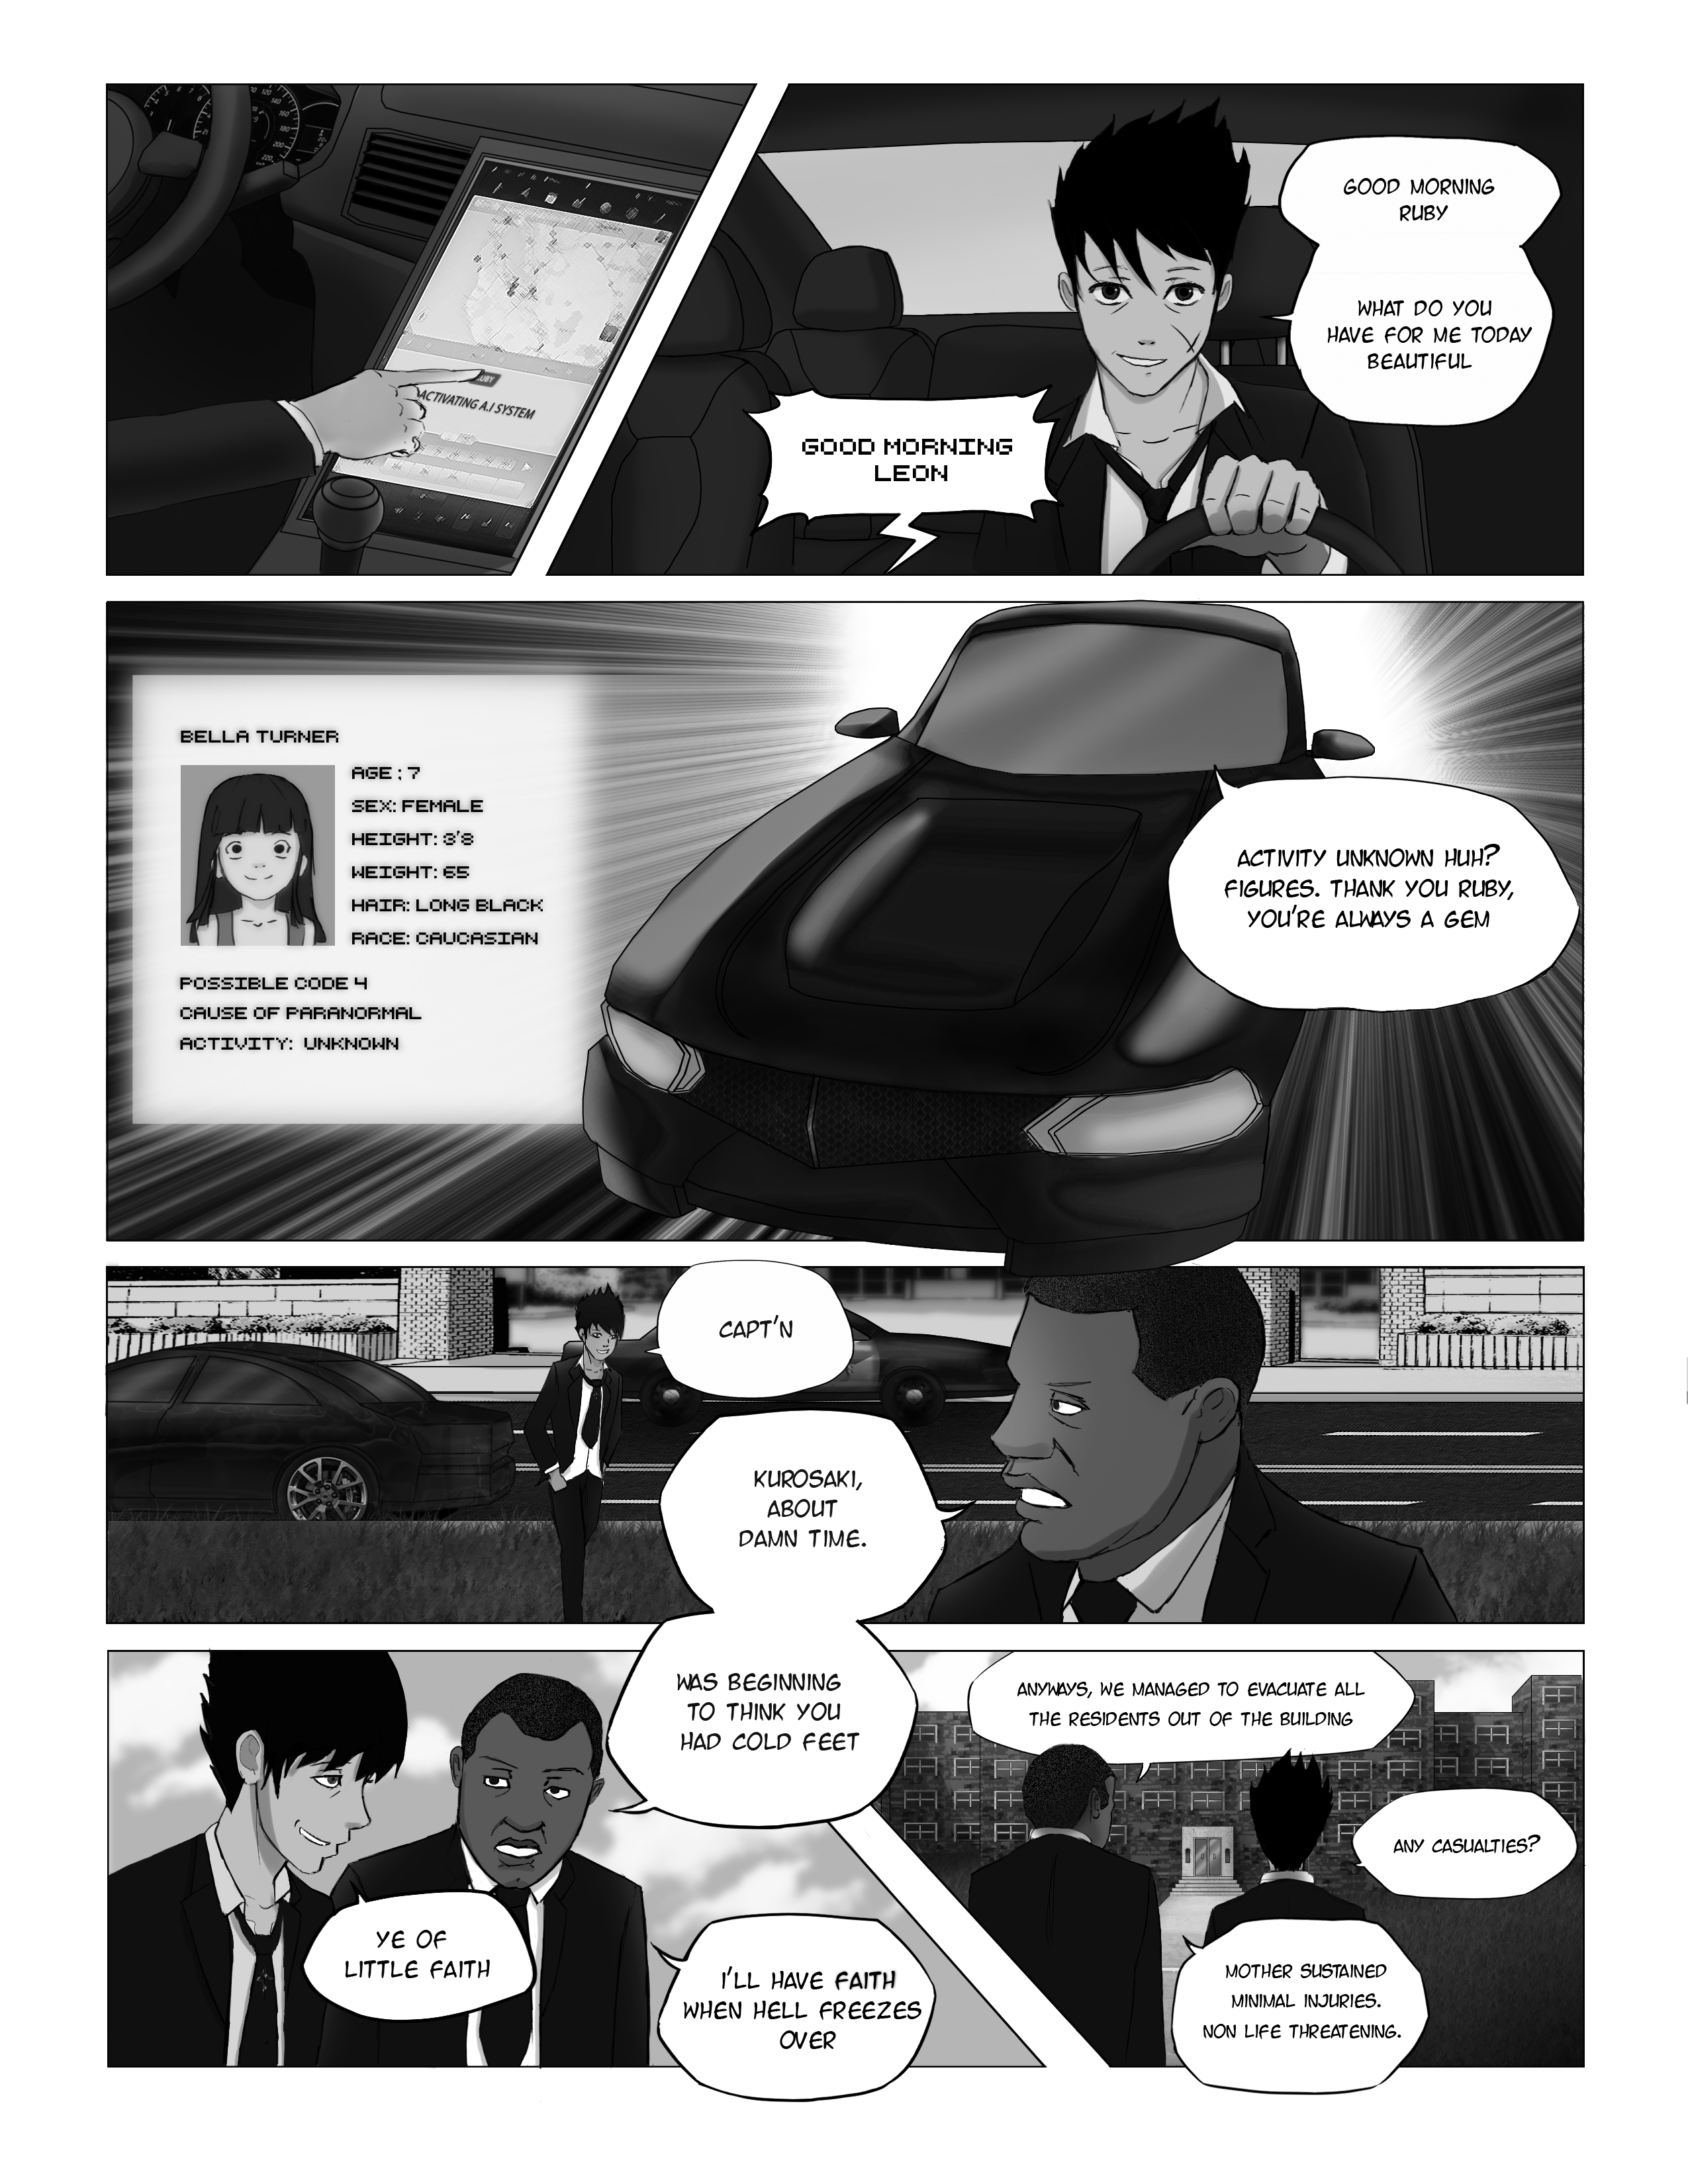 RUBY
ACTIVATING A.I SYSTEM
GOOD MORNING
LEON
GOOD MORNING
RUBY
WHAT DO YOU
HAVE FOR ME TODAY
BEAUTIFUL
BELLA TURNER
AGE ; 7
SEX: FEMALE
HEIGHT: 3'8
WEIGHT: 65
HAIR: LONG BLACK
RACE: CAUCASIAN
POSSIBLE CODE 4
CAUSE OF PARANORMAL
ACTIVITY: UNKNOWN
ACTIVITY UNKNOWN HUH?
FIGURES. THANK YOU RUBY,
YOU'RE ALWAYS A GEM
CAPT'N
KUROSAKI,
ABOUT
DAMN TIME.
WAS BEGINNING
TO THINK YOU
HAD COLD FEET
YE OF
LITTLE FAITH
I'LL HAVE FAITH
WHEN HELL FREEZES
OVER
ANYWAYS, WE MANAGED TO EVACUATE ALL
THE RESIDENTS OUT OF THE BUILDING
ANY CASUALTIES?
MOTHER SUSTAINED
MINIMAL INJURIES.
NON LIFE THREATENING.